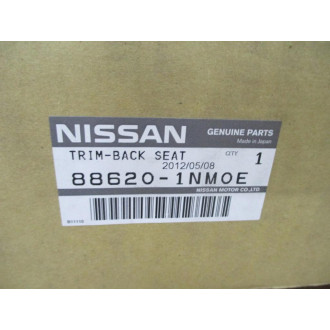 NISSAN
GENUINE PARTS
Made in Japan
TRIM-BACK SEAT
QTY 1
2012/05/08
88620-1NM0E
NISSAN MOTOR CO.,LTD